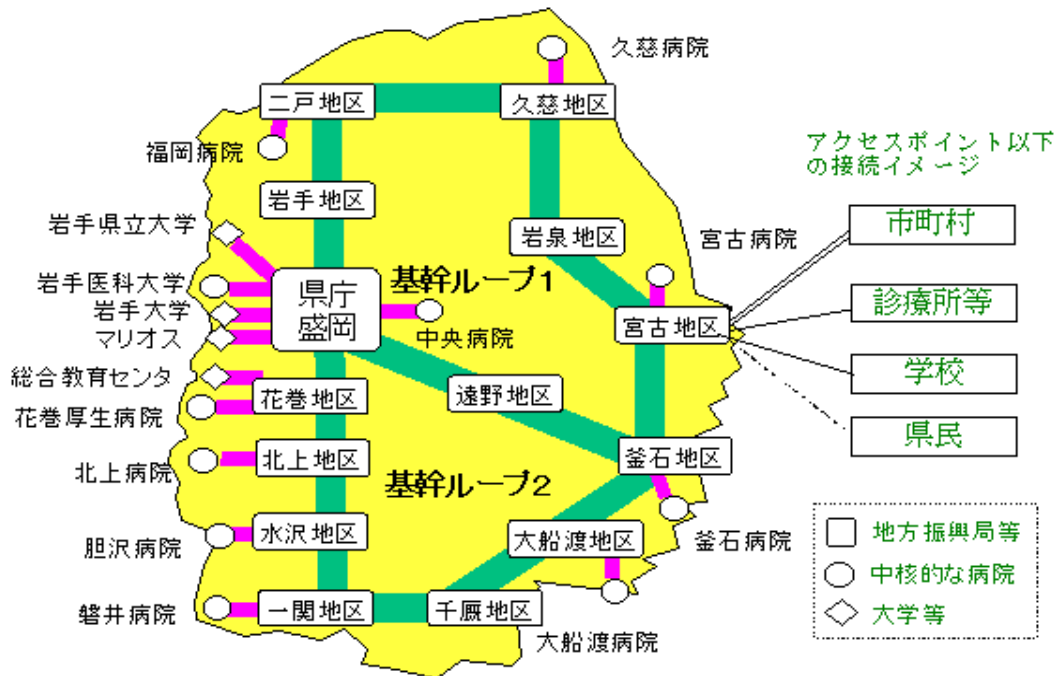 久慈病院
二戸地区
久慈地区
福岡病院
アクセスポイント以下
の接続イメージ
岩手地区
岩手県立大学
岩泉地区
宮古病院
市町村
岩手医科大学
県庁
盛岡
基幹ループ1
岩手大学
マリオス
中央病院
宮古地区
診療所等
総合教育センタ
花巻地区
遠野地区
学校
花巻厚生病院
県民
北上病院
北上地区
基幹ループ2
釜石地区
胆沢病院
水沢地区
大船渡地区
釜石病院
地方振興局等
中核的な病院
大学等
磐井病院
一関地区
千厩地区
大船渡病院